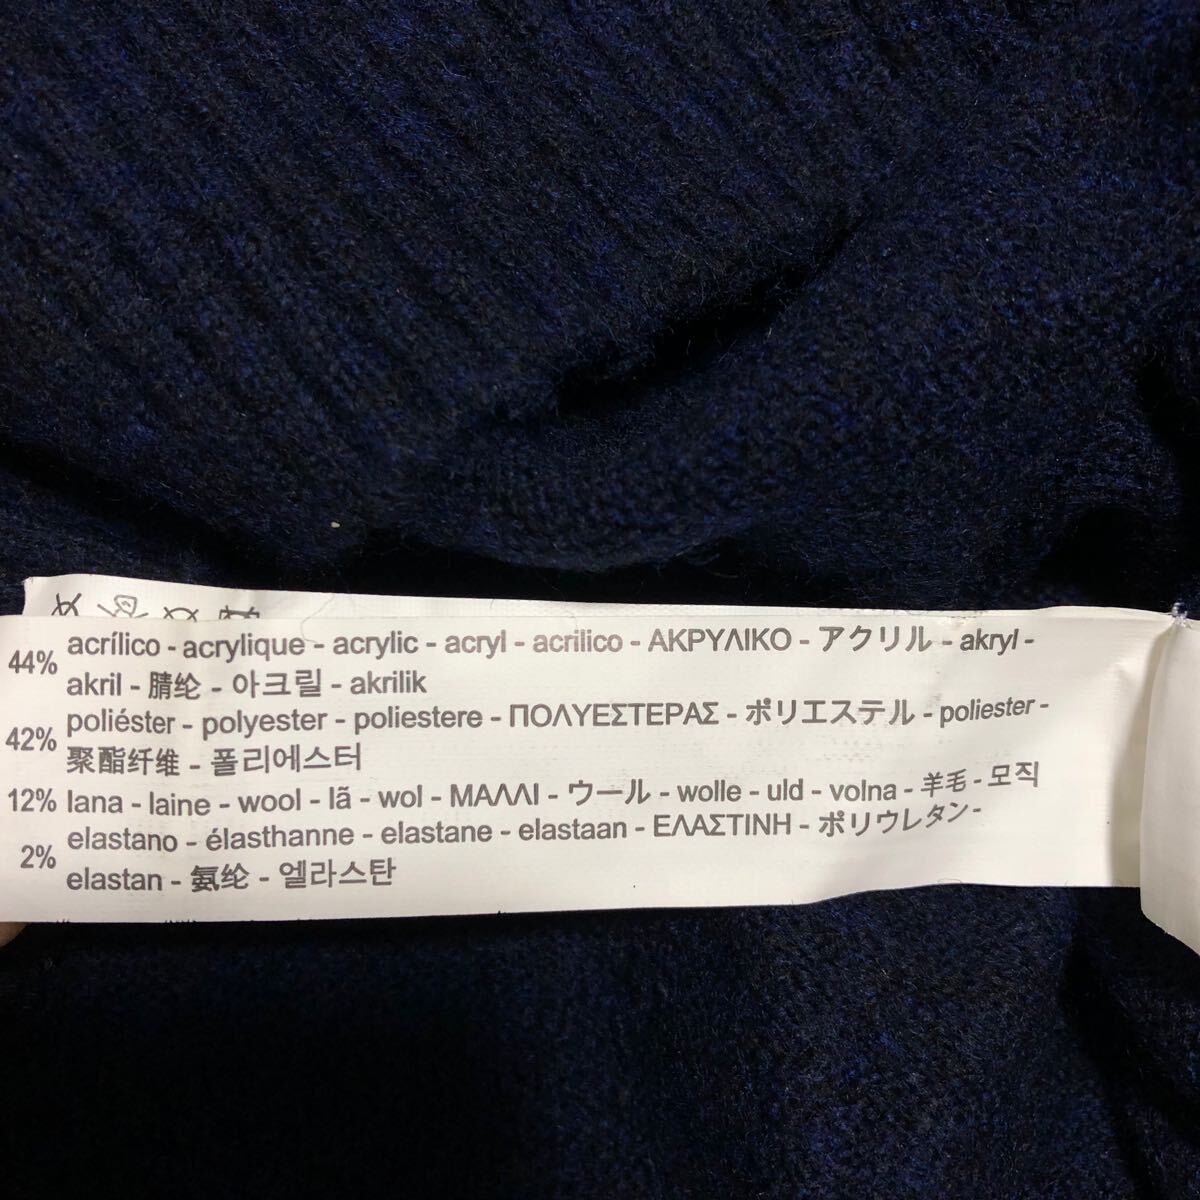 44% acrílico - acrylique - acrylic - acryl - acrilico - ΑΚΡΥΛΙΚΟ - アクリル - akryl -
akril - 腈纶 - 아크릴 - akrilik
42% poliéster - polyester - poliestere - ΠΟΛΥΕΣΤΕΡΑΣ - ポリエステル - poliester -
聚酯纤维 - 폴리에스터
12% lana - laine - wool - lã - wol - ΜΑΛΛΙ - ウール - wolle - uld - volna - 羊毛 - 모직
2% elastano - élasthanne - elastane - elastaan - ΕΛΑΣΤΙΝΗ - ポリウレタン -
elastan - 氨纶 - 엘라스탄